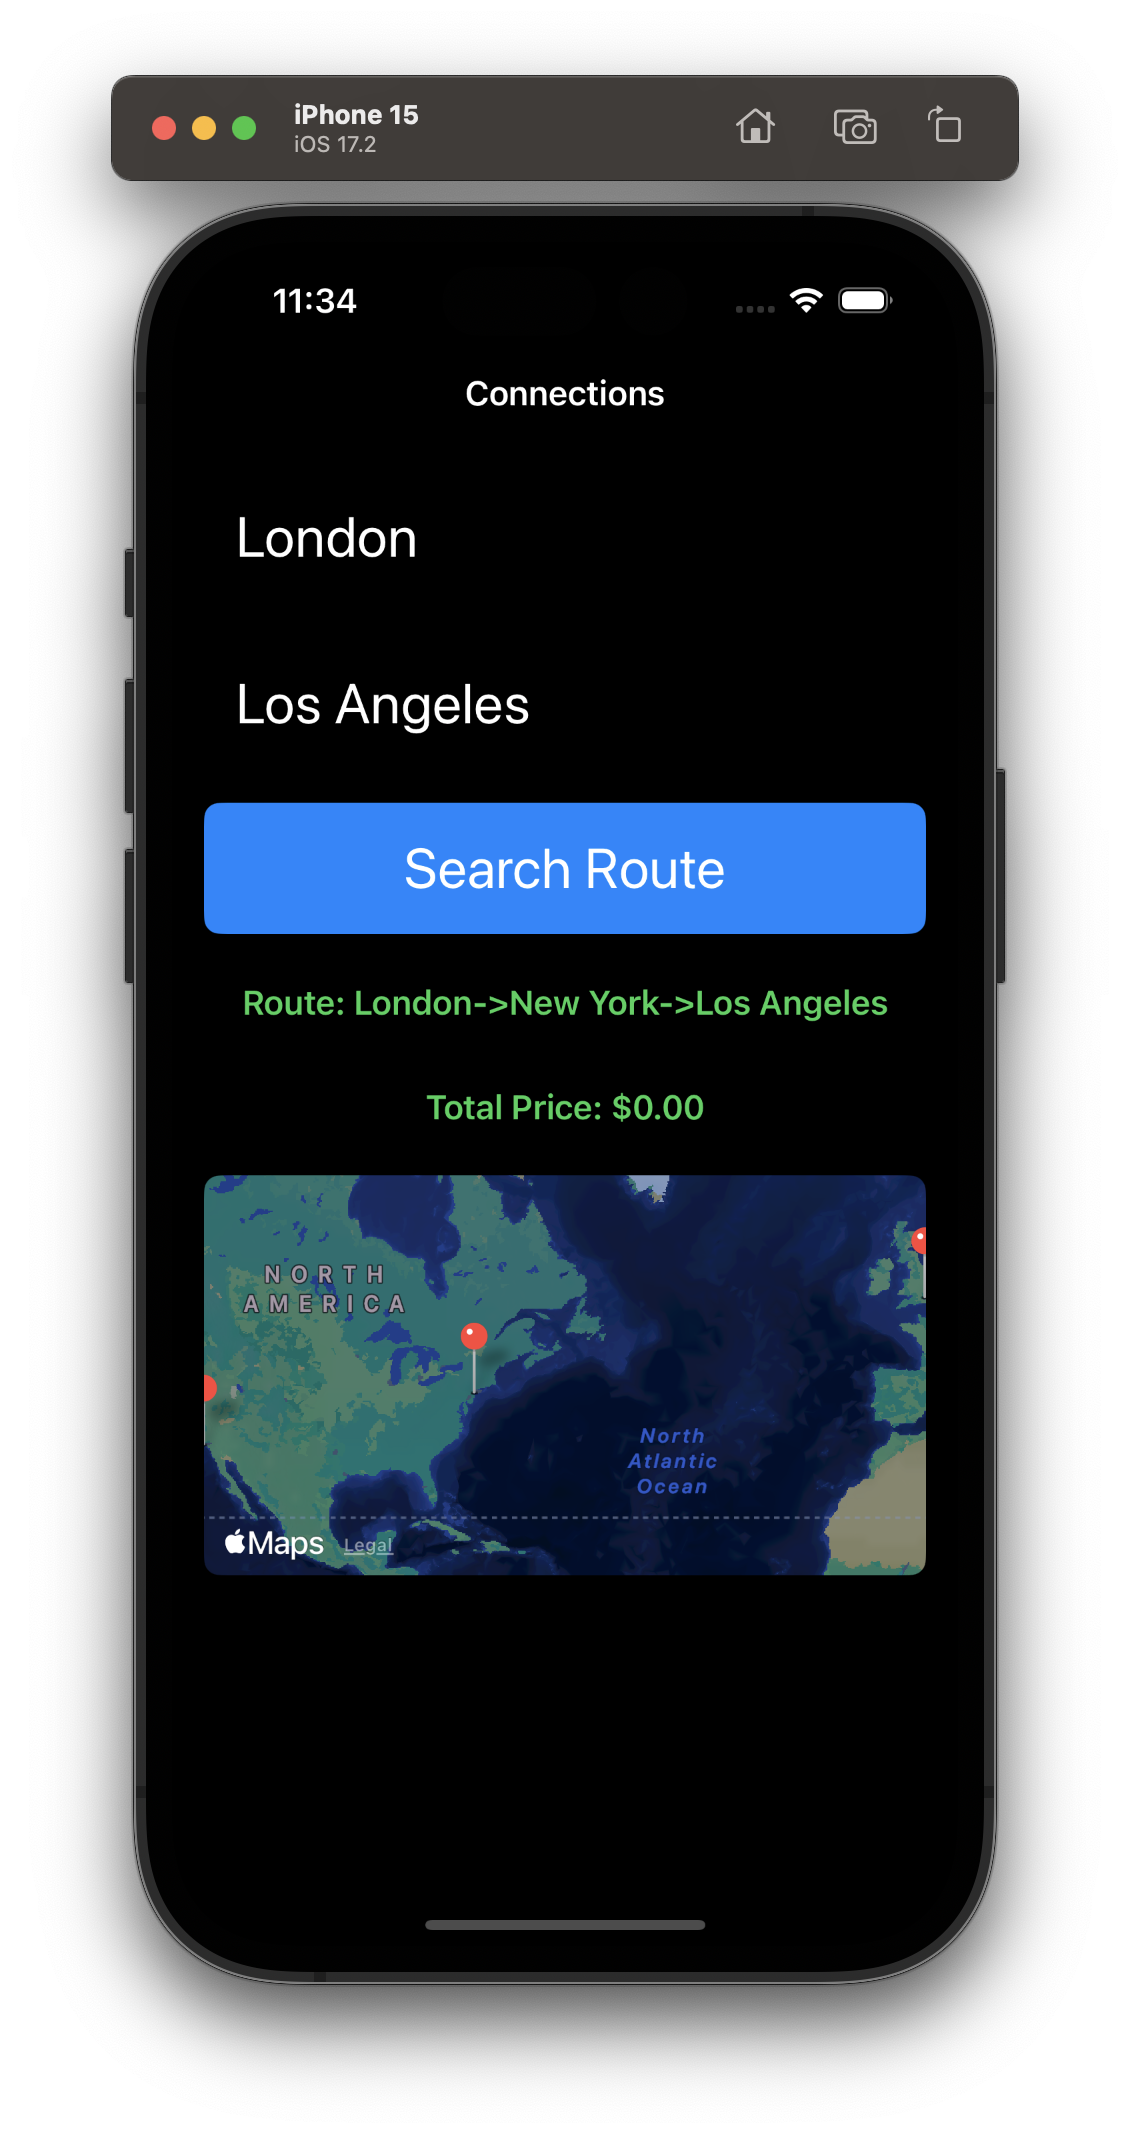 iPhone 15
iOS 17.2
11:34
Connections
London
Los Angeles
Search Route
Route: London->New York->Los Angeles
Total Price: $0.00
NORTH
AMERICA
North
Atlantic
Ocean
Maps Legal